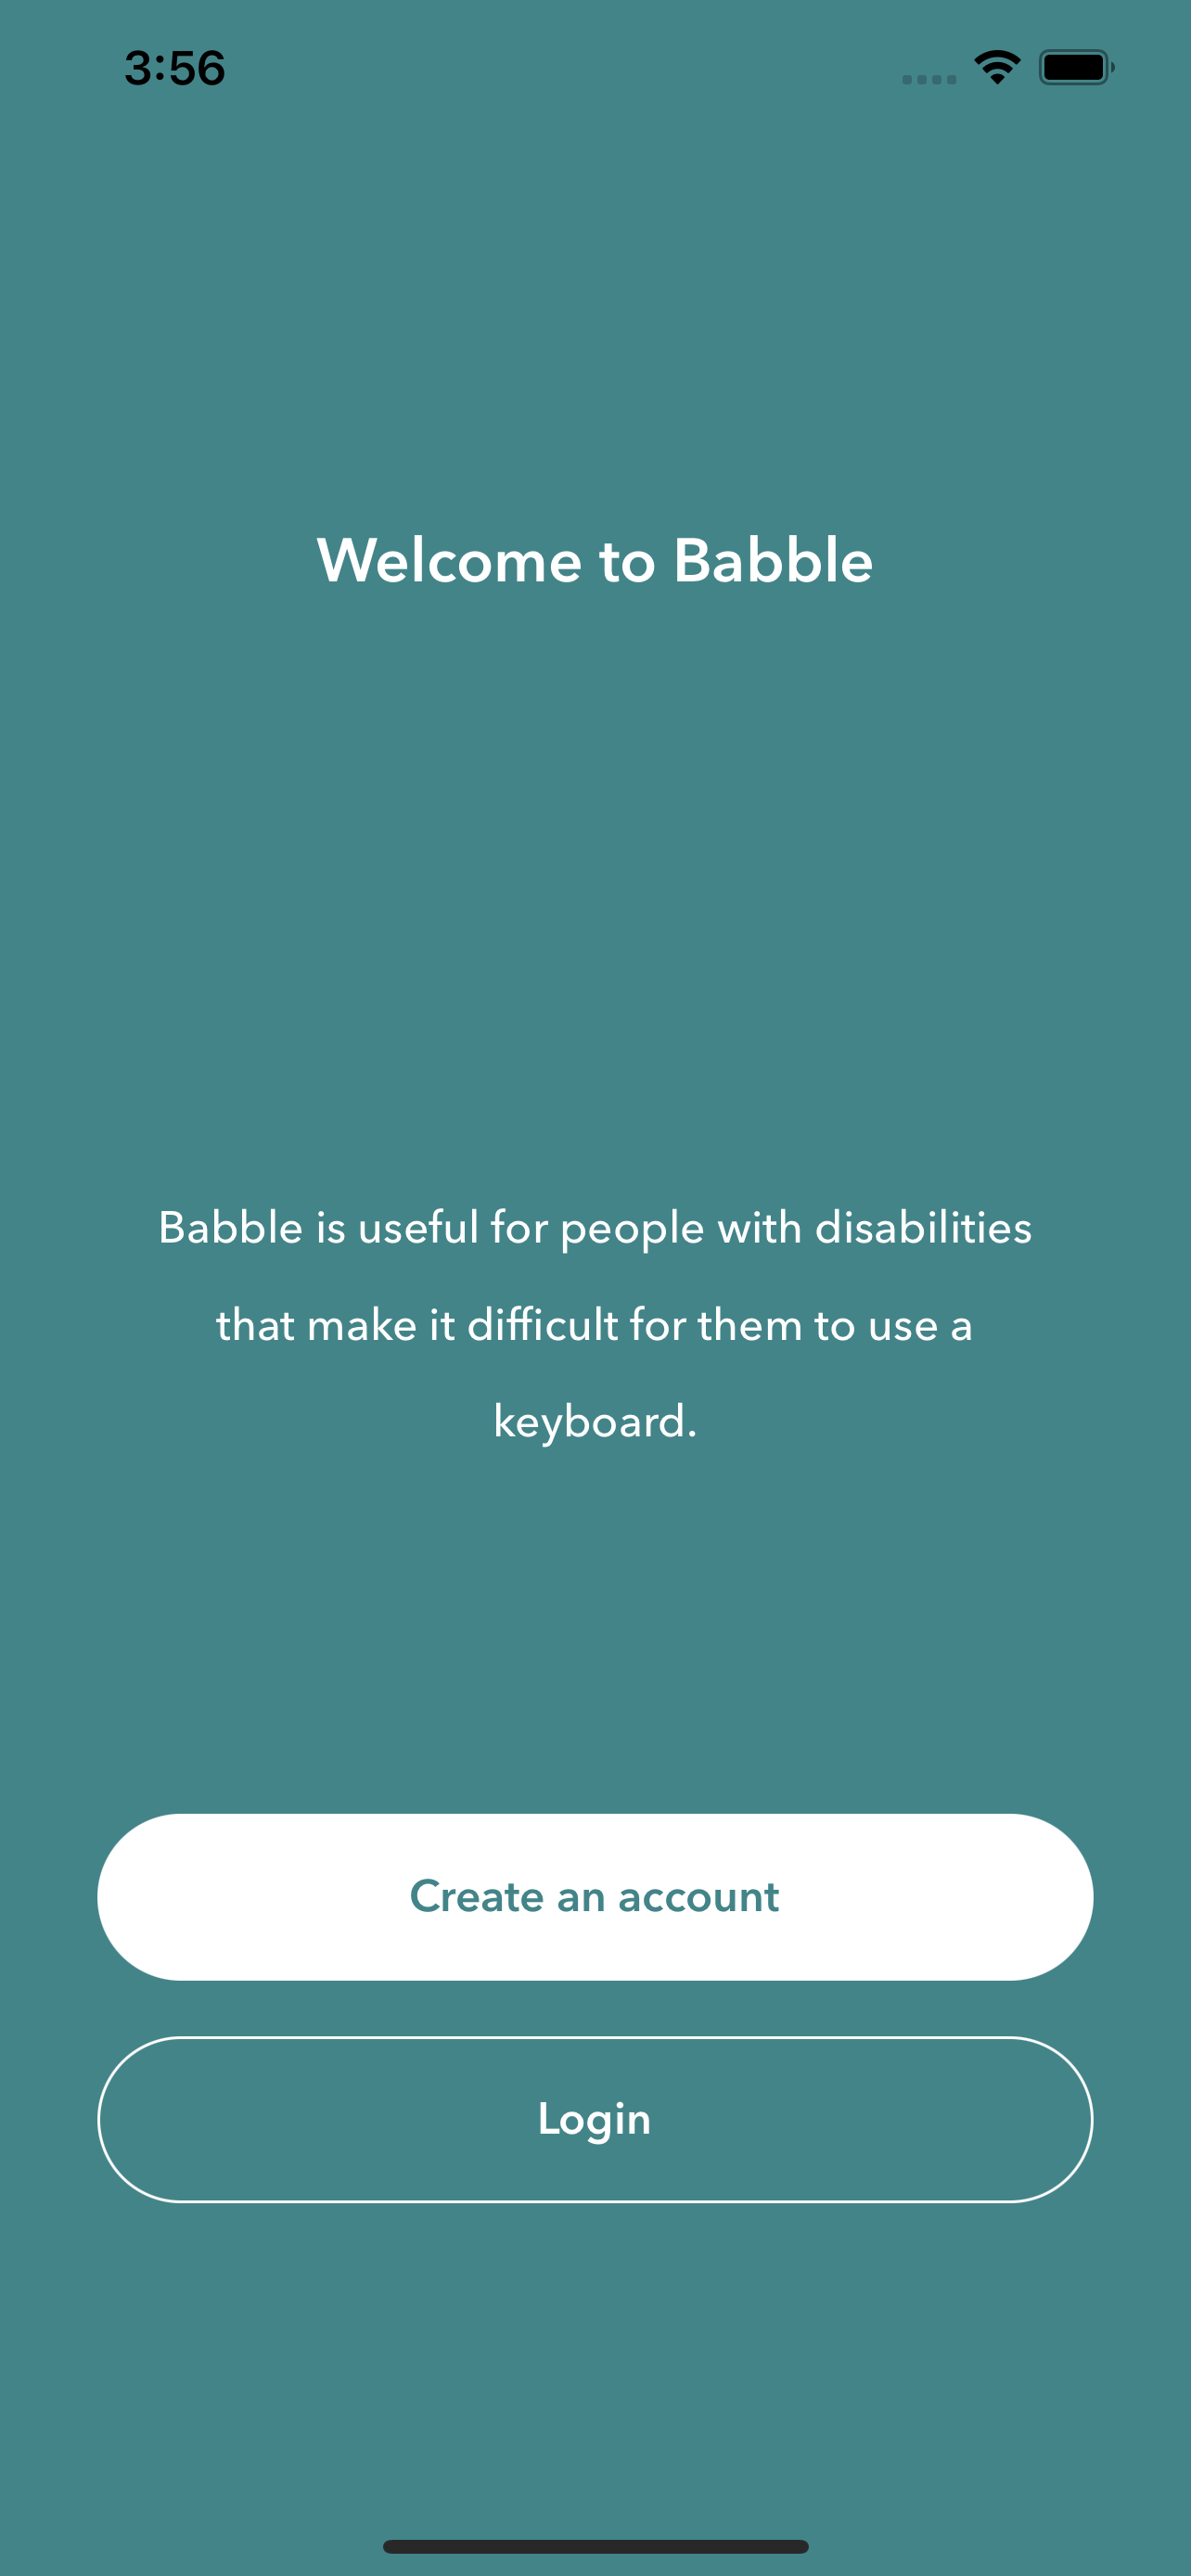 3:56
Welcome to Babble
Babble is useful for people with disabilities
that make it difficult for them to use a
keyboard.
Create an account
Login